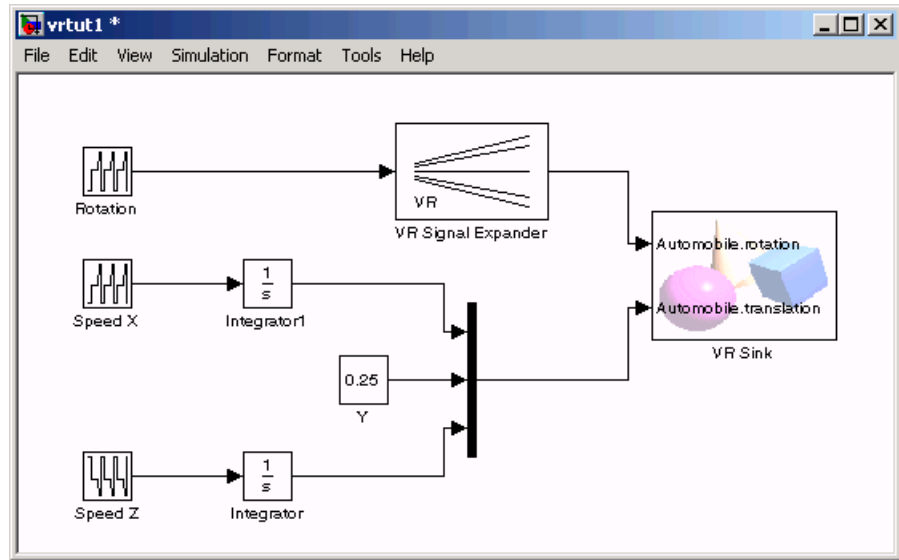 vrtut1 *
File Edit View Simulation Format Tools Help
VR
Rotation
VR Signal Expander
Automobile.rotation
Automobile.translation
VR Sink
1
s
Speed X
Integrator1
0.25
Y
1
s
Speed Z
Integrator